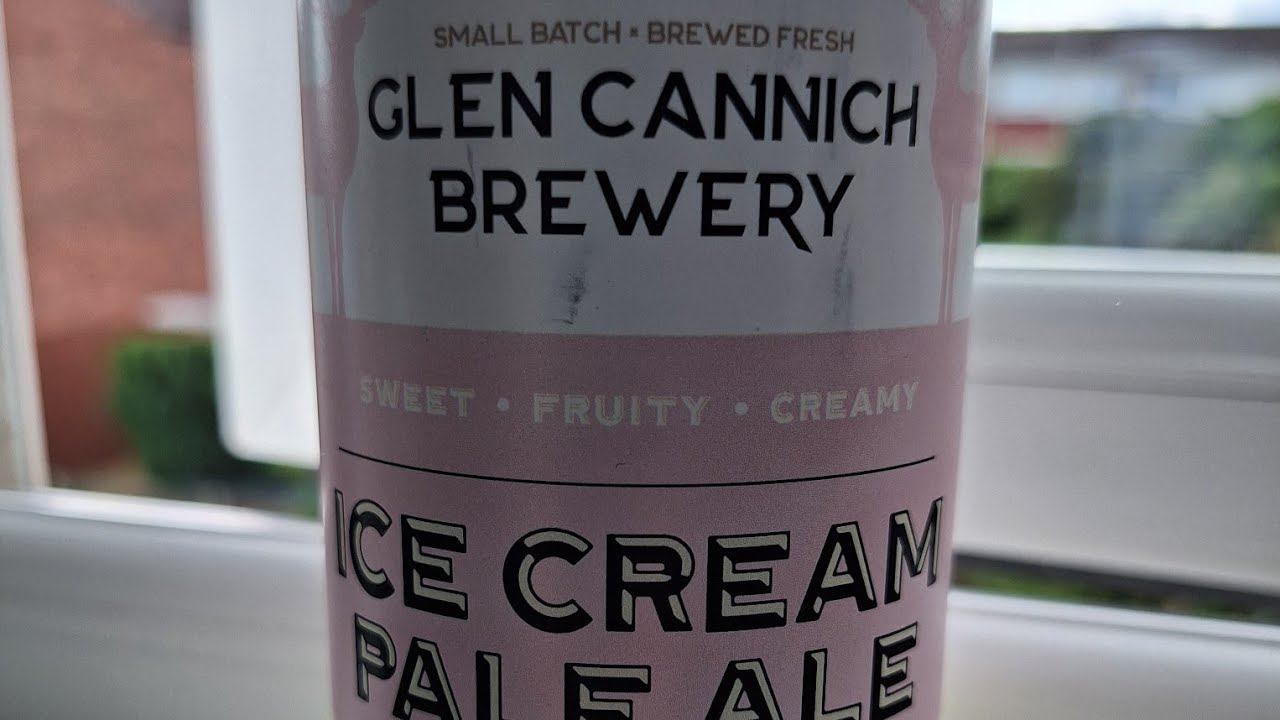 SMALL BATCH × BREWED FRESH
GLEN CANNICH
BREWERY
SWEET • FRUITY • CREAMY
ICE CREAM
PALE ALE